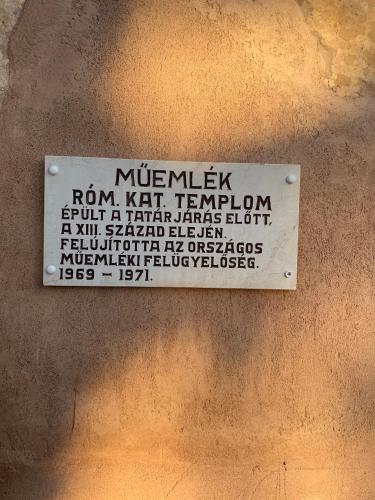 MŰEMLÉK
RÓM. KAT. TEMPLOM
ÉPÜLT A TATÁRJÁRÁS ELŐTT,
A XIII. SZÁZAD ELEJÉN.
FELÚJÍTOTTA AZ ORSZÁGOS
MŰEMLÉKI FELÜGYELŐSÉG.
1969 – 1971.